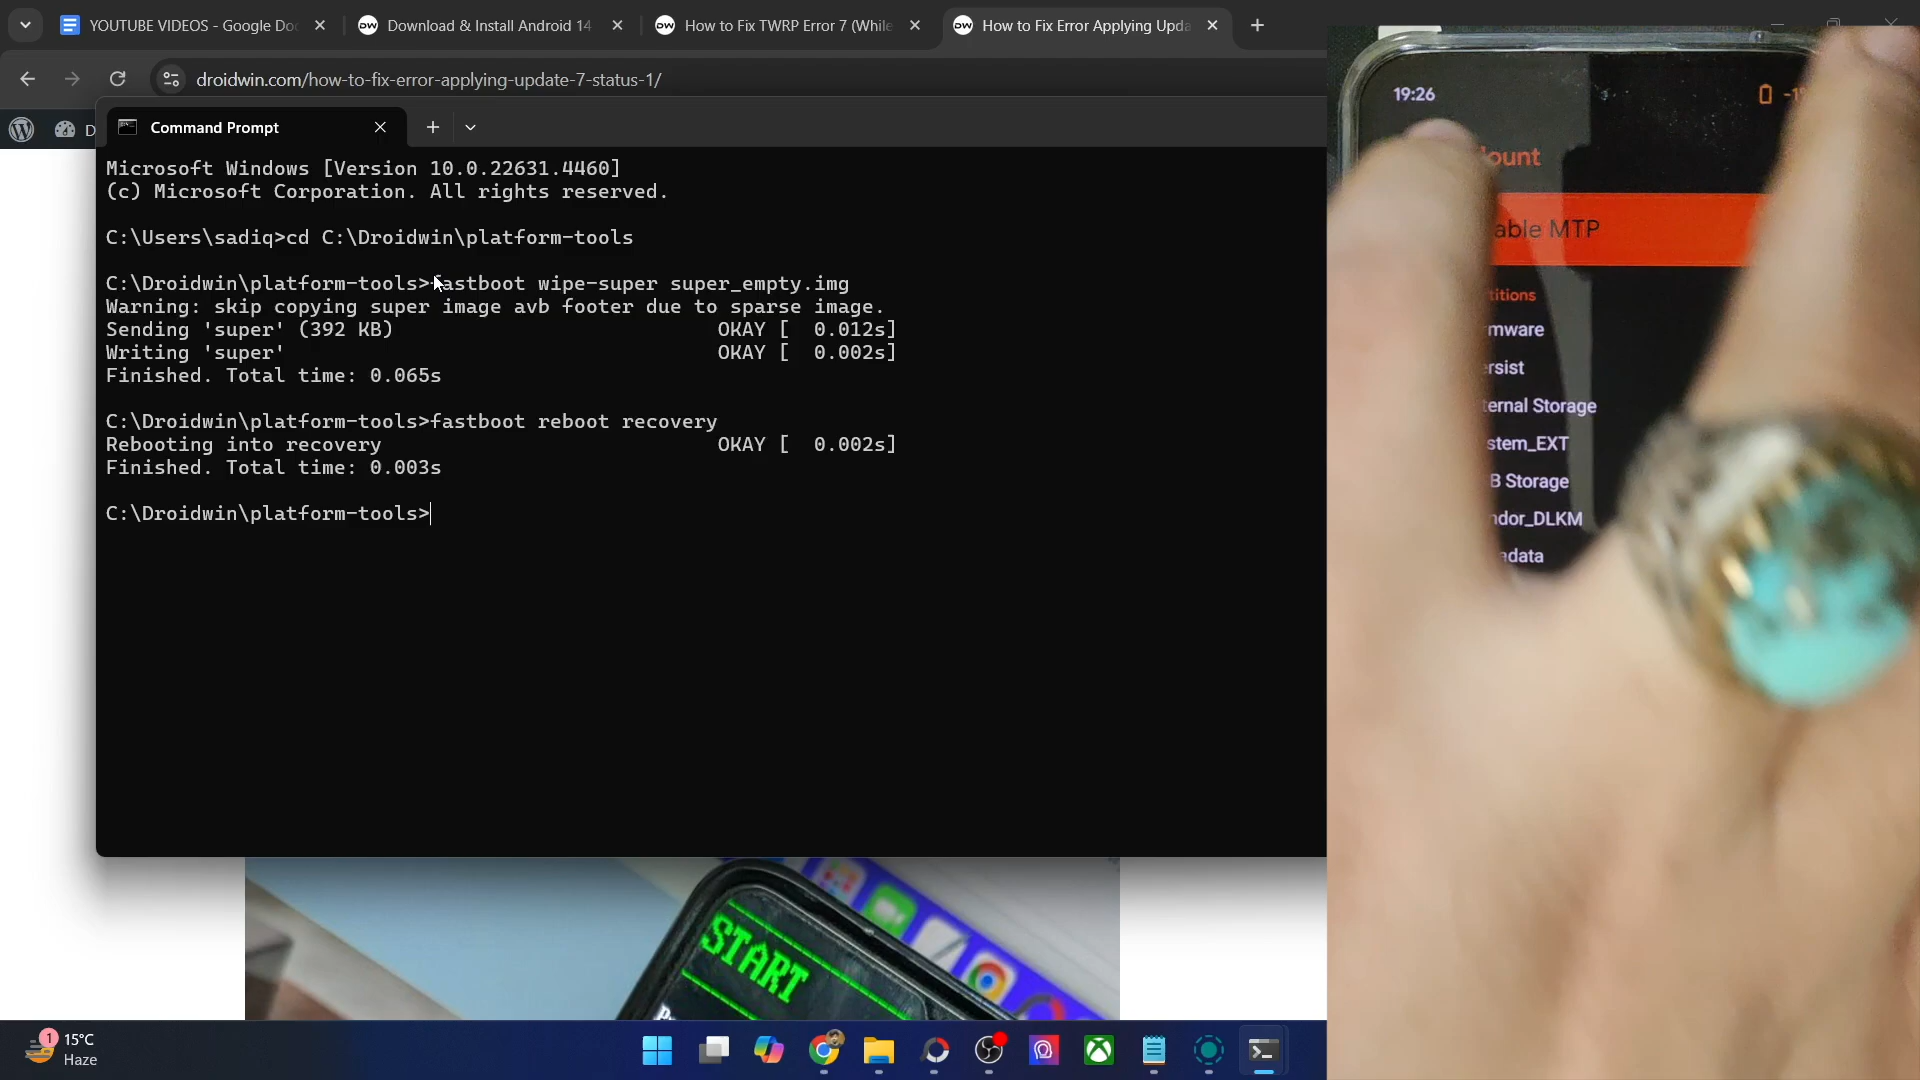 YOUTUBE VIDEOS - Google Do
Download & Install Android 14
How to Fix TWRP Error 7 (While
How to Fix Error Applying Upda
droidwin.com/how-to-fix-error-applying-update-7-status-1/
D
Command Prompt
Microsoft Windows [Version 10.0.22631.4460]
(c) Microsoft Corporation. All rights reserved.
C:\Users\sadiq>cd C:\Droidwin\platform-tools
C:\Droidwin\platform-tools>fastboot wipe-super super_empty.img
Warning: skip copying super image avb footer due to sparse image.
Sending 'super' (392 KB) OKAY [ 0.012s]
Writing 'super' OKAY [ 0.002s]
Finished. Total time: 0.065s
C:\Droidwin\platform-tools>fastboot reboot recovery
Rebooting into recovery OKAY [ 0.002s]
Finished. Total time: 0.003s
C:\Droidwin\platform-tools>
19:26
-1%
ount
able MTP
titions
mware
ersist
ternal Storage
stem_EXT
B Storage
ndor_DLKM
adata
START
1
15°C
Haze